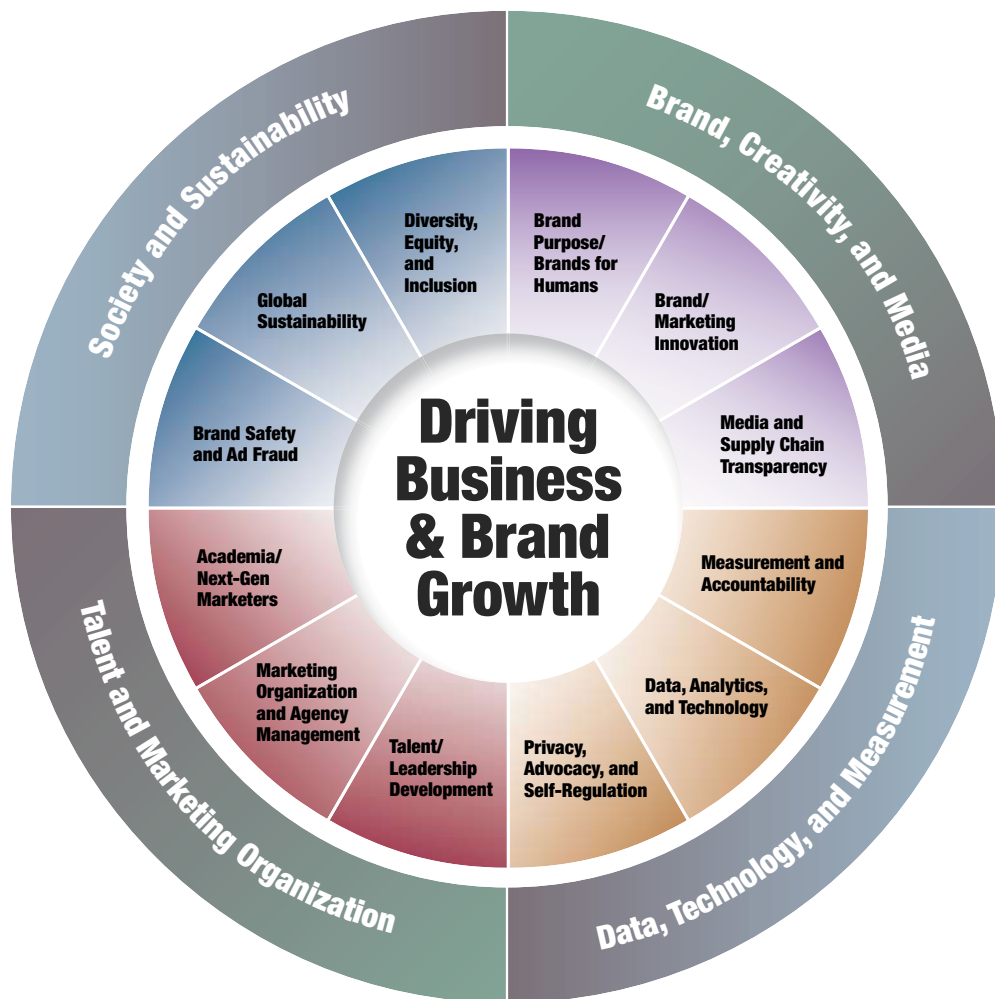 Society and Sustainability
Brand, Creativity, and Media
Diversity,
Equity,
and
Inclusion
Brand
Purpose/
Brands for
Humans
Global
Sustainability
Brand/
Marketing
Innovation
Brand Safety
and Ad Fraud
Media and
Supply Chain
Transparency
Driving
Business
& Brand
Growth
Academia/
Next-Gen
Marketers
Measurement and
Accountability
Marketing
Organization
and Agency
Management
Data, Analytics,
and Technology
Talent/
Leadership
Development
Privacy,
Advocacy, and
Self-Regulation
Talent and Marketing Organization
Data, Technology, and Measurement